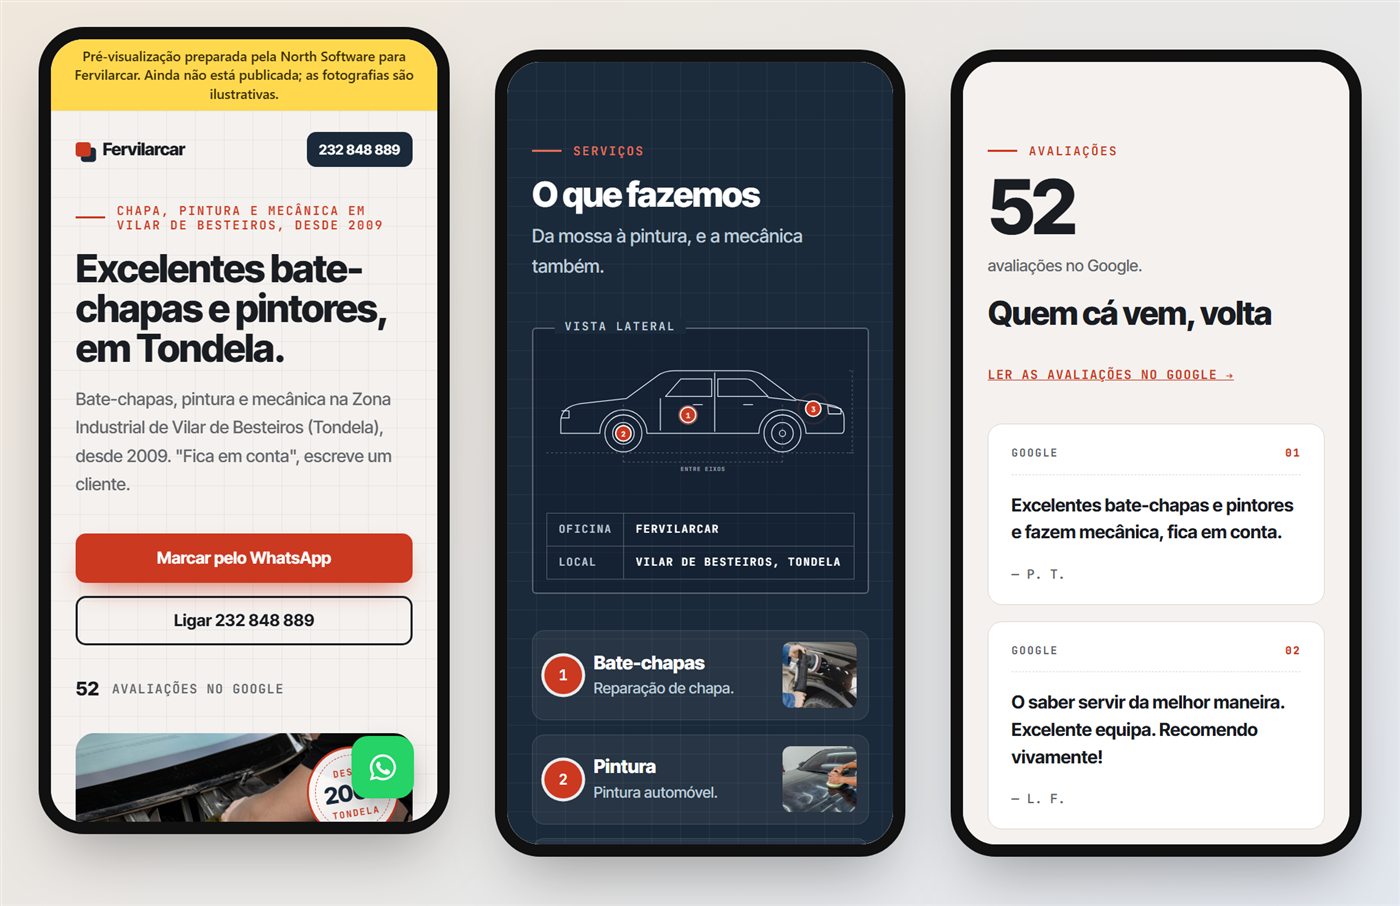 Pré-visualização preparada pela North Software para
Fervilarcar. Ainda não está publicada; as fotografias são
ilustrativas.
Fervilarcar
232 848 889
CHAPA, PINTURA E MECÂNICA EM
VILAR DE BESTEIROS, DESDE 2009
Excelentes bate-
chapas e pintores,
em Tondela.
Bate-chapas, pintura e mecânica na Zona
Industrial de Vilar de Besteiros (Tondela),
desde 2009. "Fica em conta", escreve um
cliente.
Marcar pelo WhatsApp
Ligar 232 848 889
52 AVALIAÇÕES NO GOOGLE
TONDELA
SERVIÇOS
O que fazemos
Da mossa à pintura, e a mecânica
também.
VISTA LATERAL
1
2
3
ENTRE EIXOS
OFICINA FERVILARCAR
LOCAL VILAR DE BESTEIROS, TONDELA
1
Bate-chapas
Reparação de chapa.
2
Pintura
Pintura automóvel.
AVALIAÇÕES
52
avaliações no Google.
Quem cá vem, volta
LER AS AVALIAÇÕES NO GOOGLE →
GOOGLE 01
Excelentes bate-chapas e pintores
e fazem mecânica, fica em conta.
— P. T.
GOOGLE 02
O saber servir da melhor maneira.
Excelente equipa. Recomendo
vivamente!
— L. F.